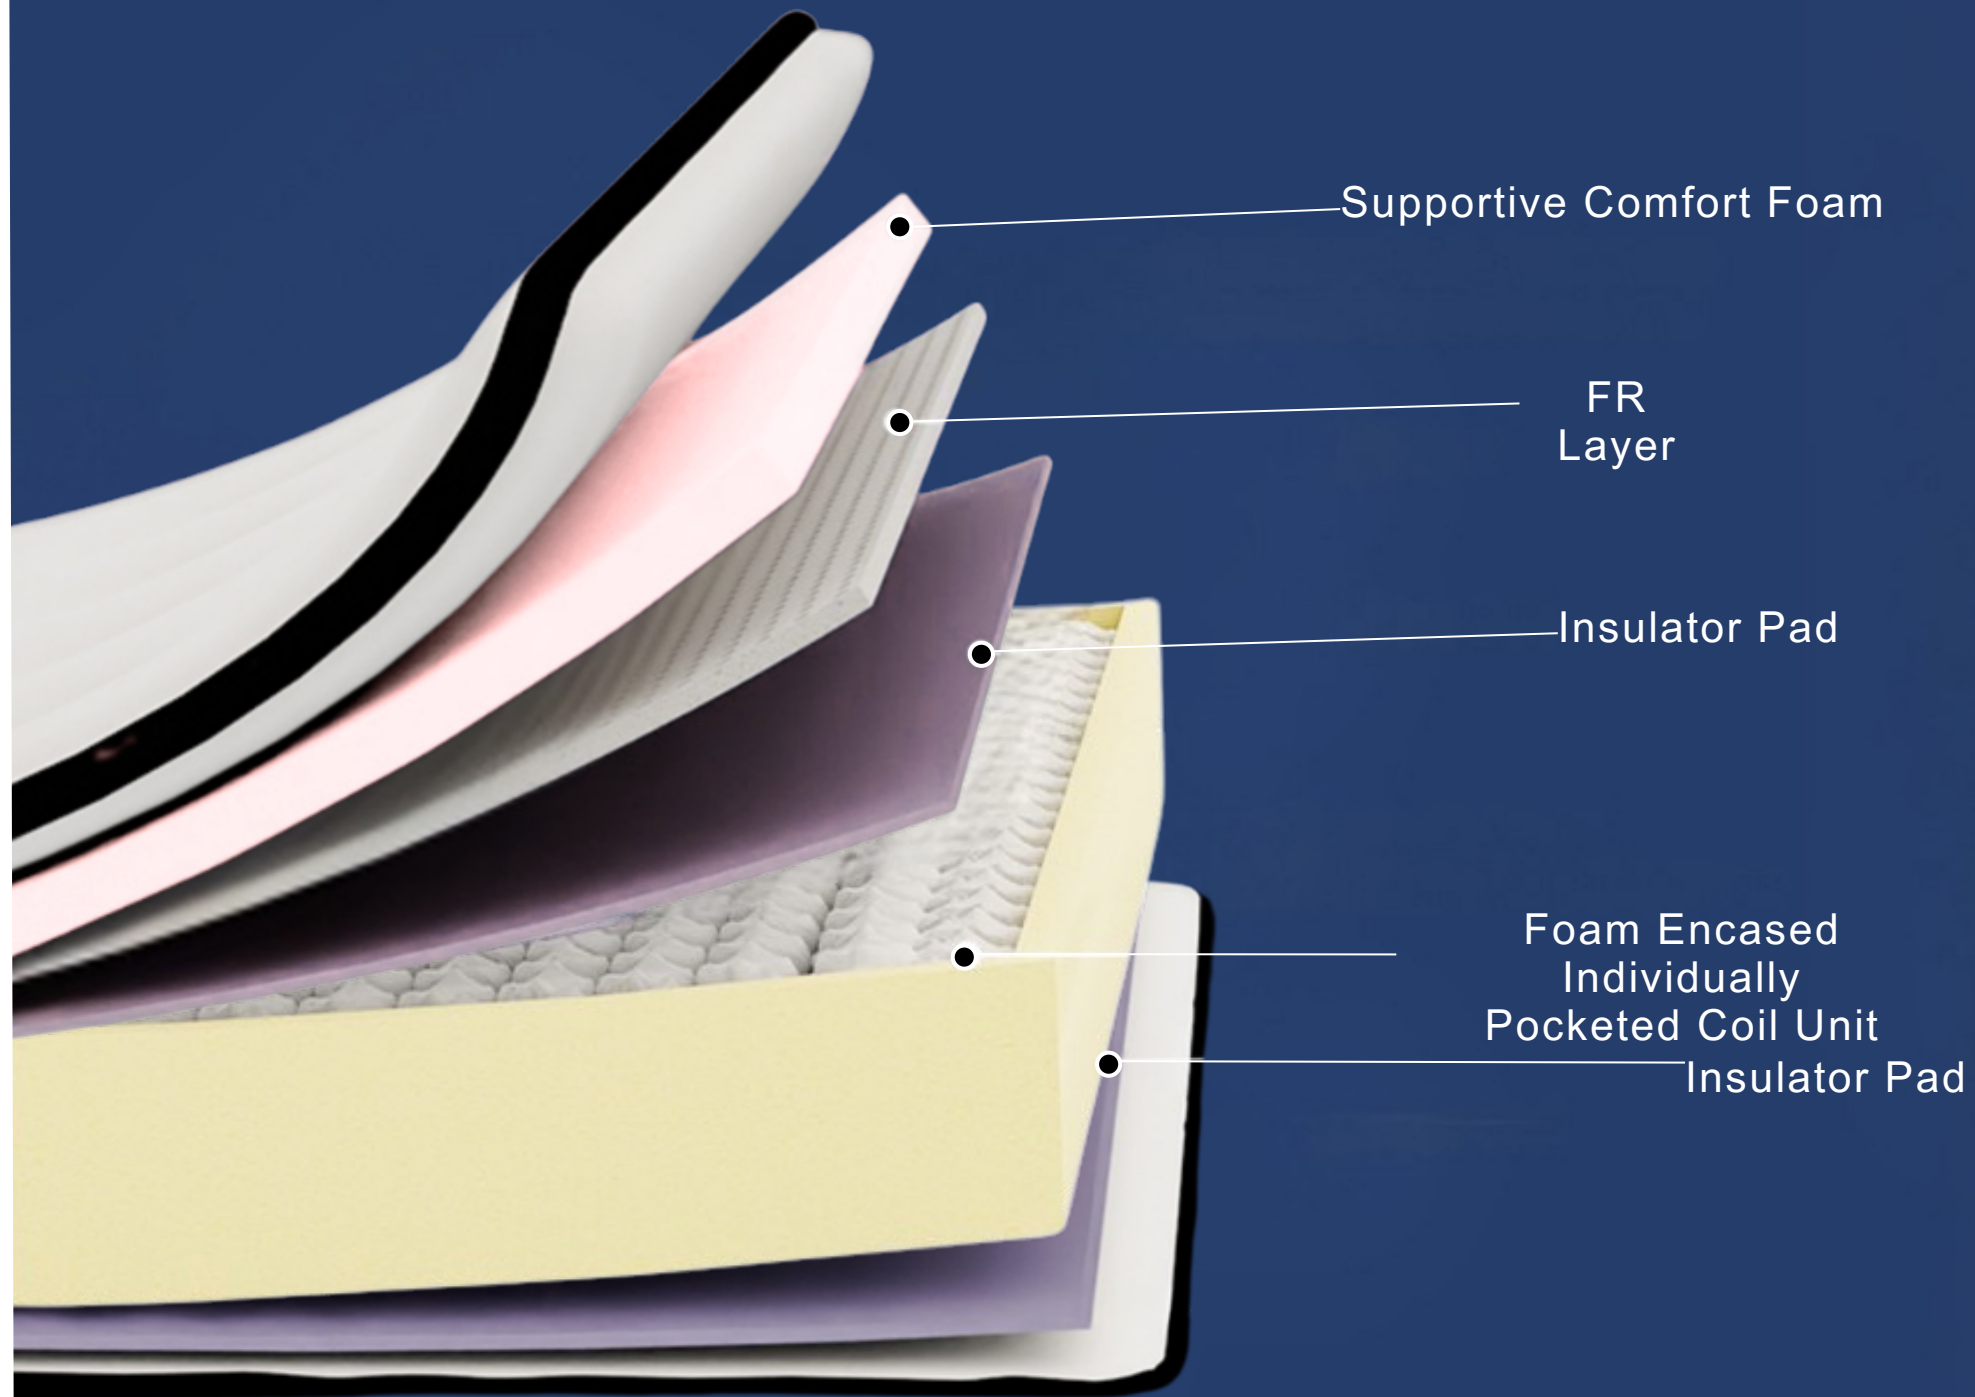 Supportive Comfort Foam
FR
Layer
Insulator Pad
Foam Encased
Individually
Pocketed Coil Unit
Insulator Pad